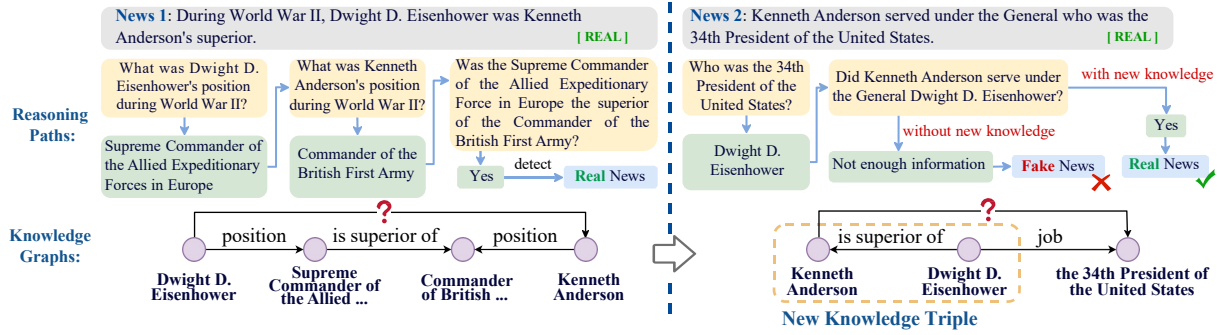 News 1: During World War II, Dwight D. Eisenhower was Kenneth
Anderson's superior.
[ REAL ]
Reasoning
Paths:
What was Dwight D.
Eisenhower's position
during World War II?
Supreme Commander of
the Allied Expeditionary
Forces in Europe
What was Kenneth
Anderson's position
during World War II?
Commander of the
British First Army
Was the Supreme Commander
of the Allied Expeditionary
Force in Europe the superior
of the Commander of the
British First Army?
Yes
detect
Real News
Knowledge
Graphs:
?
position
is superior of
position
Dwight D.
Eisenhower
Supreme
Commander of
the Allied ...
Commander
of British ...
Kenneth
Anderson
News 2: Kenneth Anderson served under the General who was the
34th President of the United States.
[ REAL ]
Who was the 34th
President of the
United States?
Dwight D.
Eisenhower
Did Kenneth Anderson serve under
the General Dwight D. Eisenhower?
with new knowledge
without new knowledge
Yes
Not enough information
Fake News
Real News
?
is superior of
job
Kenneth
Anderson
Dwight D.
Eisenhower
the 34th President of
the United States
New Knowledge Triple